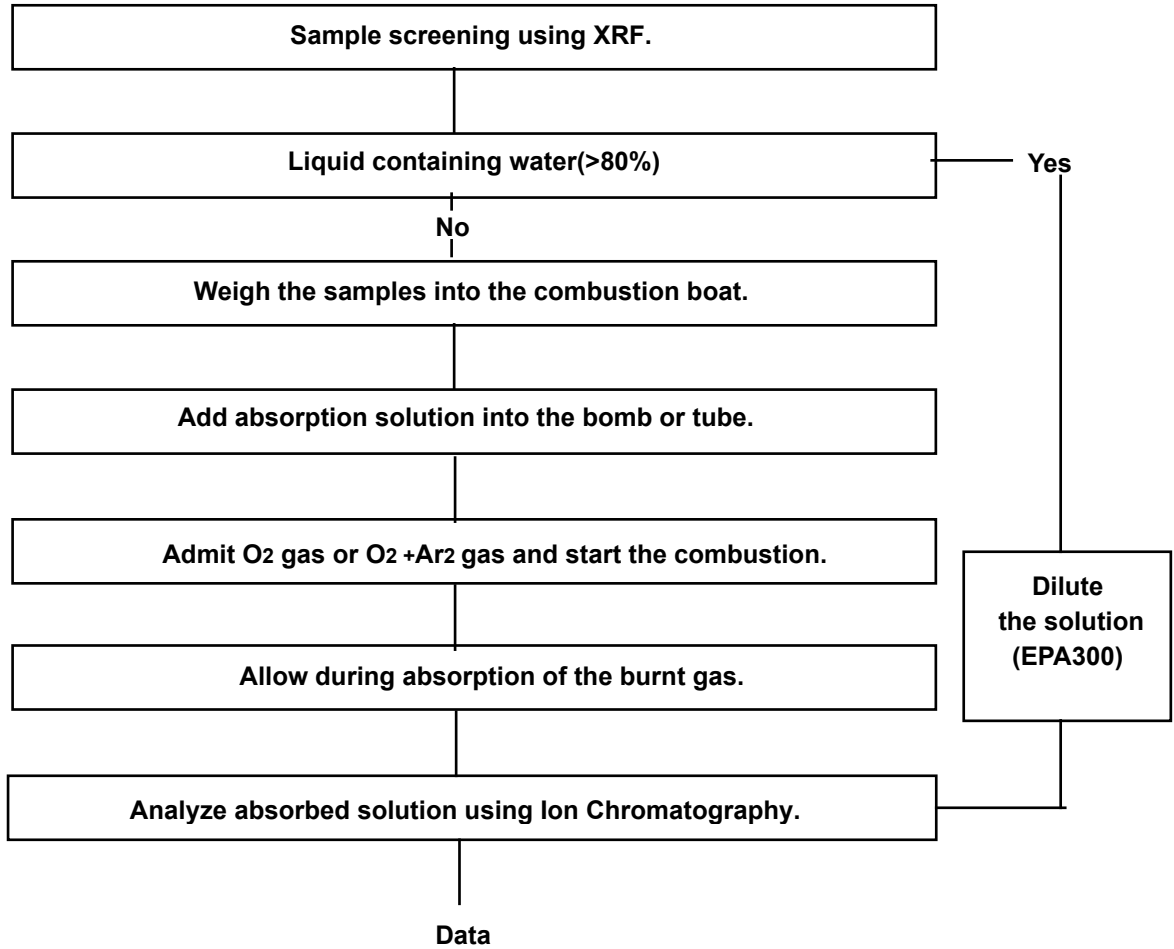 Sample screening using XRF.
Liquid containing water(>80%)
Yes
No
Weigh the samples into the combustion boat.
Add absorption solution into the bomb or tube.
Admit O2 gas or O2 +Ar2 gas and start the combustion.
Dilute
the solution
(EPA300)
Allow during absorption of the burnt gas.
Analyze absorbed solution using Ion Chromatography.
Data